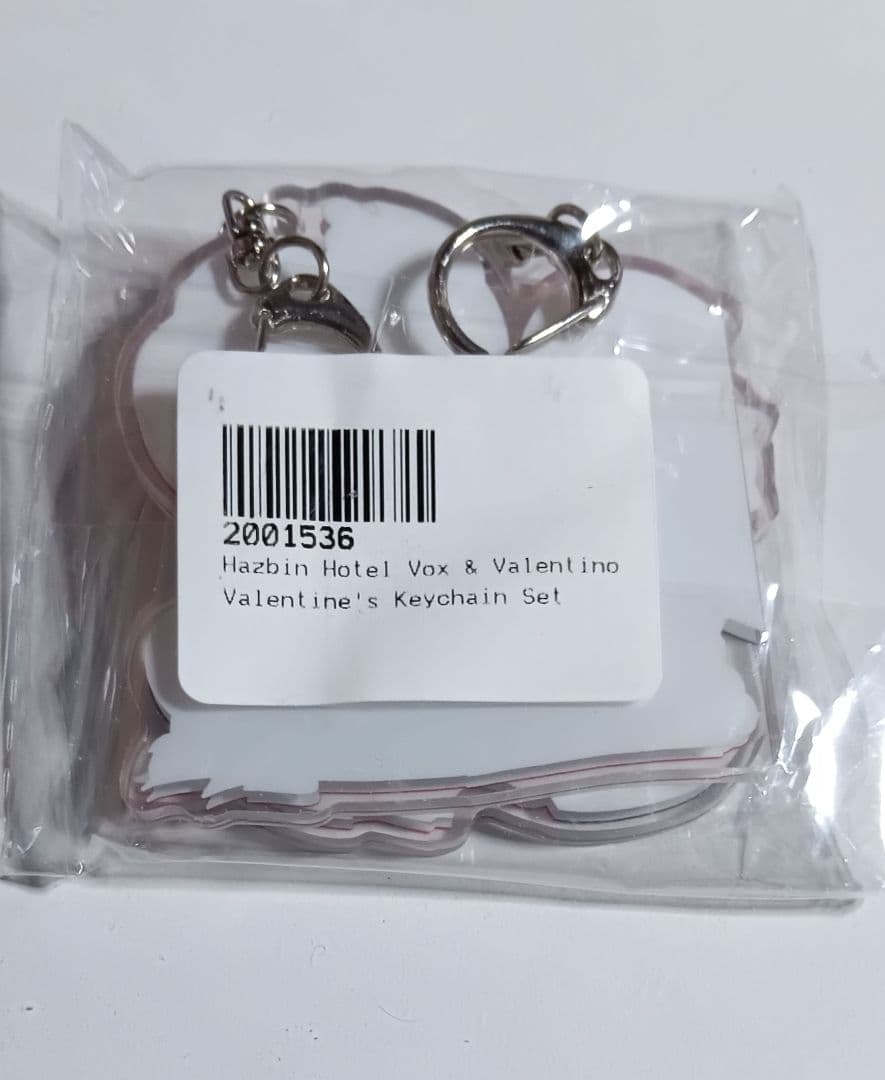 2001536
Hazbin Hotel Vox & Valentino
Valentine's Keychain Set